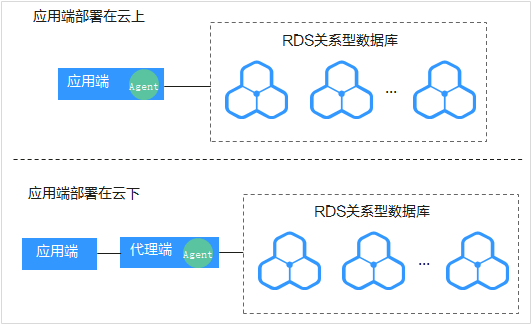 应用端部署在云上
RDS关系型数据库
应用端
Agent
...
应用端部署在云下
RDS关系型数据库
应用端
代理端
Agent
...